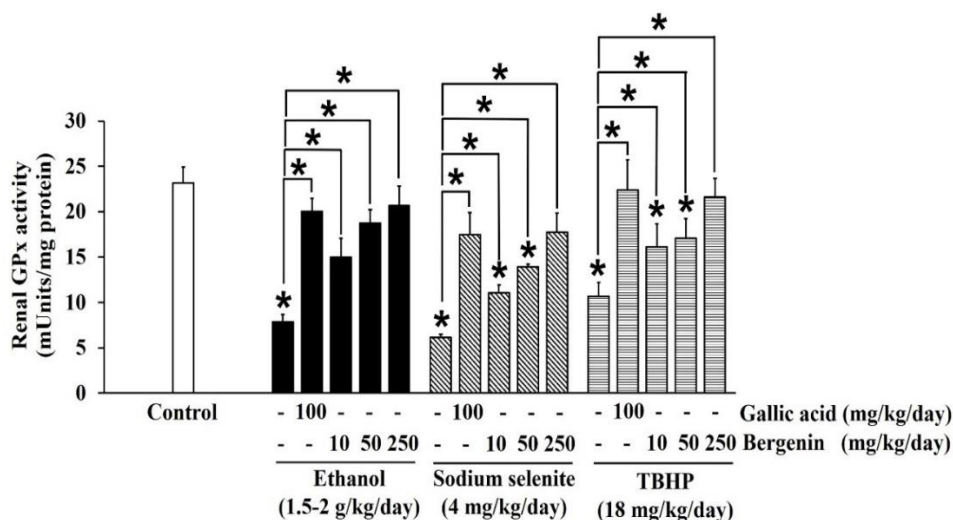 Renal GPx activity
(mUnits/mg protein)
30
25
20
15
10
5
0
* * * *
* * * *
* * * *
*
* * * *
* * *
Control
- 100 - - - - 100 - - - - 100 - - - Gallic acid (mg/kg/day)
- - 10 50 250 - - 10 50 250 - - 10 50 250 Bergenin (mg/kg/day)
Ethanol Sodium selenite TBHP
(1.5-2 g/kg/day) (4 mg/kg/day) (18 mg/kg/day)